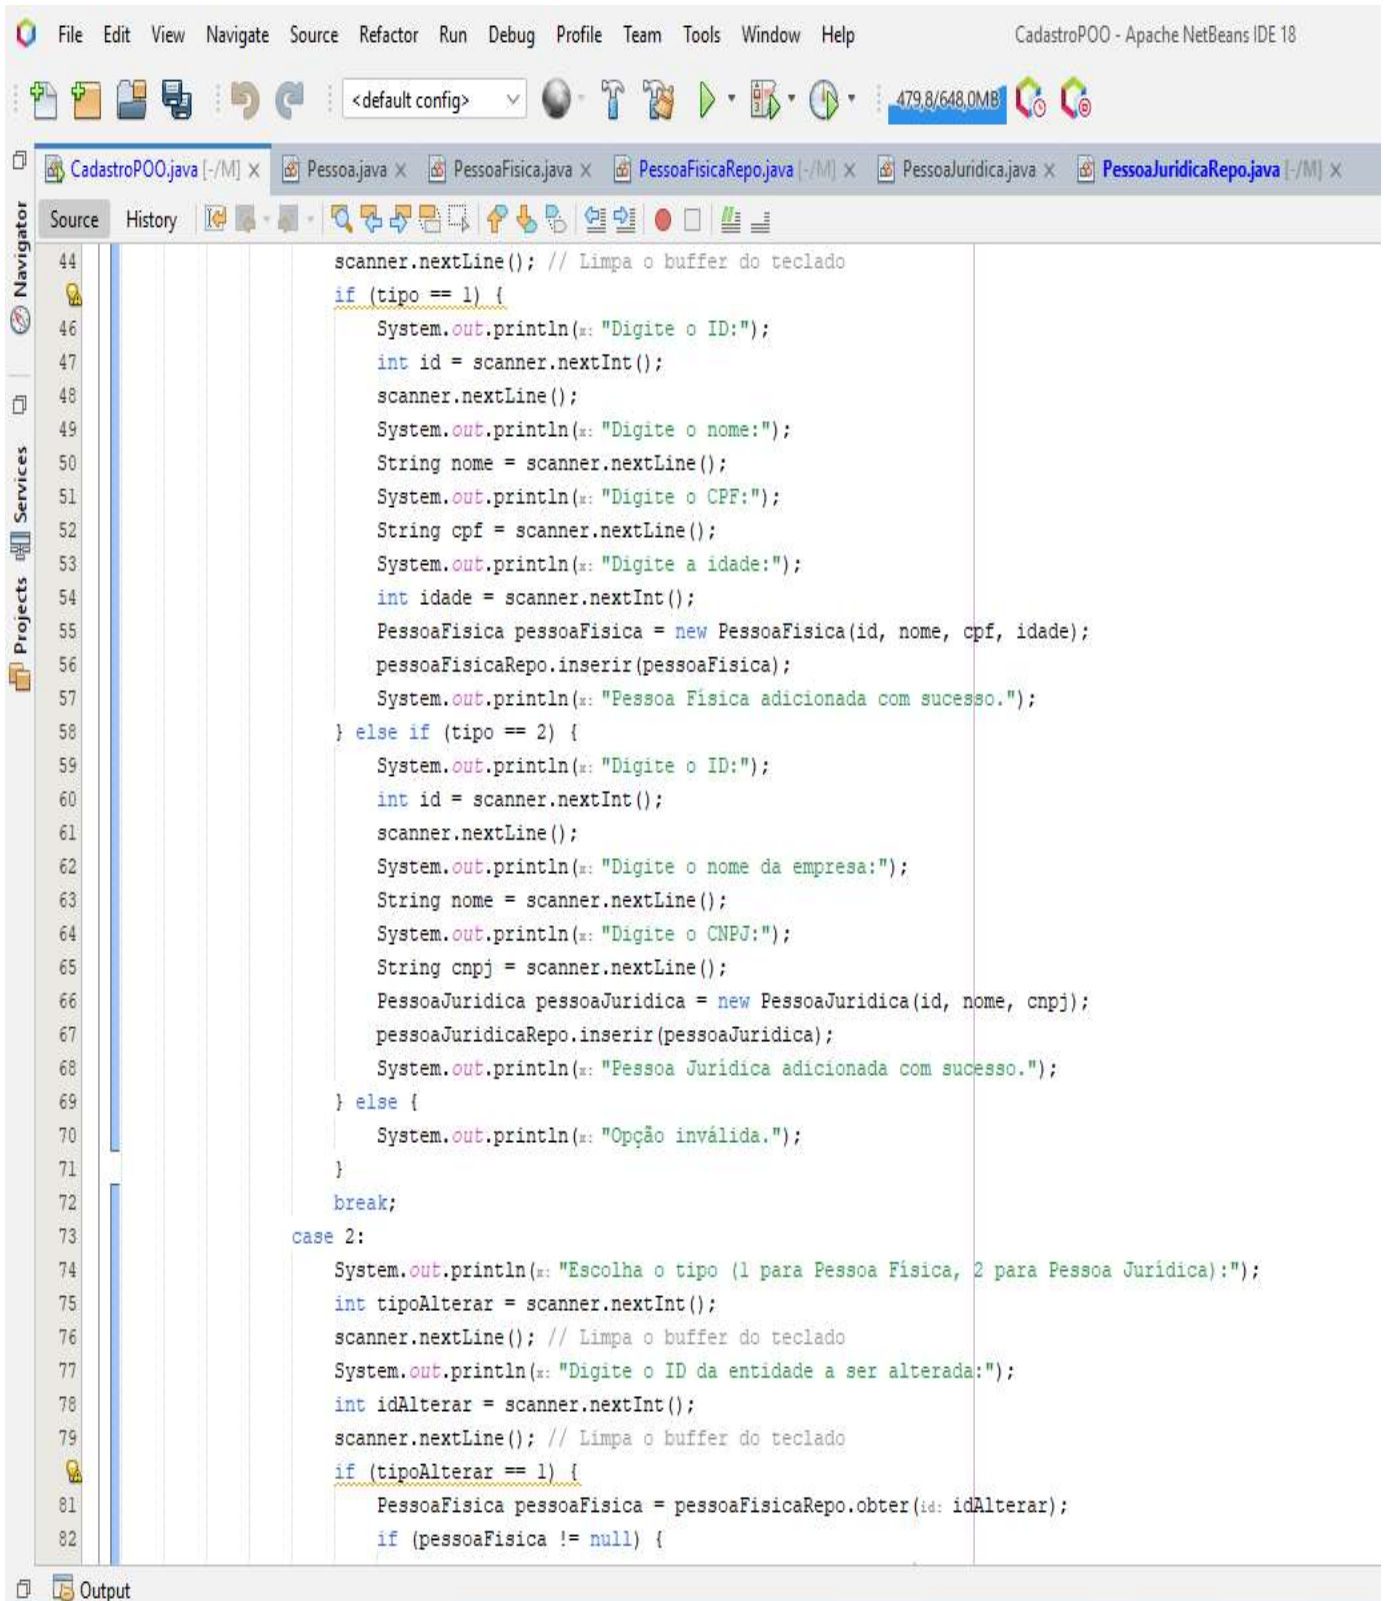 File Edit View Navigate Source Refactor Run Debug Profile Team Tools Window Help CadastroPOO - Apache NetBeans IDE 18
<default config> 479,8/648,0MB
CadastroPOO.java [-/M] Pessoa.java PessoaFisica.java PessoaFisicaRepo.java [-/M] PessoaJuridica.java PessoaJuridicaRepo.java [-/M]
Source History
Navigator
Services
Projects
44 scanner.nextLine(); // Limpa o buffer do teclado
if (tipo == 1) {
46 System.out.println(x: "Digite o ID:");
47 int id = scanner.nextInt();
48 scanner.nextLine();
49 System.out.println(x: "Digite o nome:");
50 String nome = scanner.nextLine();
51 System.out.println(x: "Digite o CPF:");
52 String cpf = scanner.nextLine();
53 System.out.println(x: "Digite a idade:");
54 int idade = scanner.nextInt();
55 PessoaFisica pessoaFisica = new PessoaFisica(id, nome, cpf, idade);
56 pessoaFisicaRepo.inserir(pessoaFisica);
57 System.out.println(x: "Pessoa Física adicionada com sucesso.");
58 } else if (tipo == 2) {
59 System.out.println(x: "Digite o ID:");
60 int id = scanner.nextInt();
61 scanner.nextLine();
62 System.out.println(x: "Digite o nome da empresa:");
63 String nome = scanner.nextLine();
64 System.out.println(x: "Digite o CNPJ:");
65 String cnpj = scanner.nextLine();
66 PessoaJuridica pessoaJuridica = new PessoaJuridica(id, nome, cnpj);
67 pessoaJuridicaRepo.inserir(pessoaJuridica);
68 System.out.println(x: "Pessoa Jurídica adicionada com sucesso.");
69 } else {
70 System.out.println(x: "Opção inválida.");
71 }
72 break;
73 case 2:
74 System.out.println(x: "Escolha o tipo (1 para Pessoa Física, 2 para Pessoa Jurídica):");
75 int tipoAlterar = scanner.nextInt();
76 scanner.nextLine(); // Limpa o buffer do teclado
77 System.out.println(x: "Digite o ID da entidade a ser alterada:");
78 int idAlterar = scanner.nextInt();
79 scanner.nextLine(); // Limpa o buffer do teclado
if (tipoAlterar == 1) {
81 PessoaFisica pessoaFisica = pessoaFisicaRepo.obter(id: idAlterar);
82 if (pessoaFisica != null) {
Output